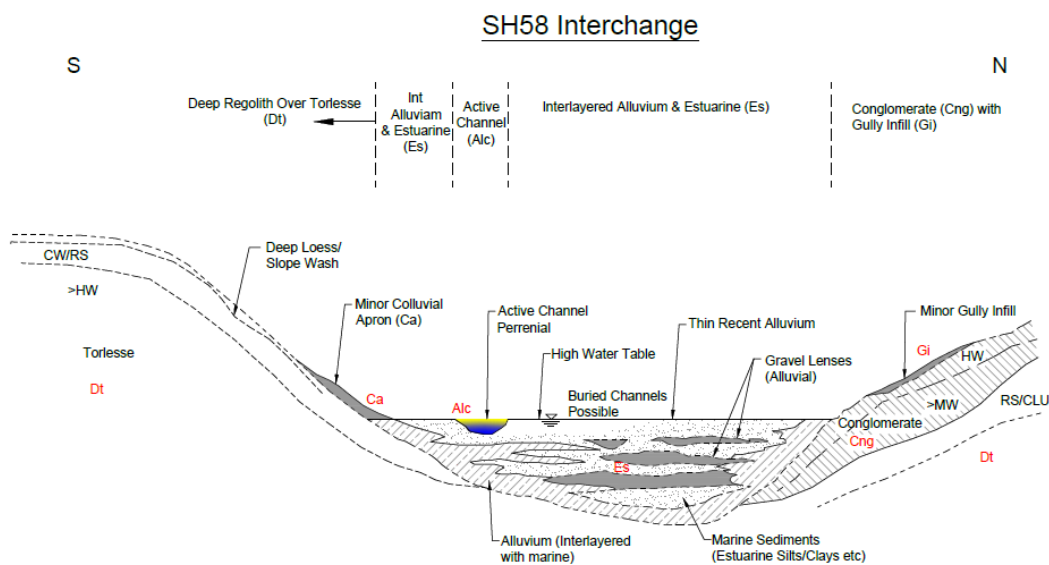 SH58 Interchange
S
N
Deep Regolith Over Torlesse
(Dt)
Int
Alluviam
& Estuarine
(Es)
Active
Channel
(Alc)
Interlayered Alluvium & Estuarine (Es)
Conglomerate (Cng) with
Gully Infill (Gi)
CW/RS
>HW
Torlesse
Dt
Deep Loess/
Slope Wash
Minor Colluvial
Apron (Ca)
Ca
Active Channel
Perrenial
Alc
High Water Table
Buried Channels
Possible
Thin Recent Alluvium
Gravel Lenses
(Alluvial)
Minor Gully Infill
Gi
HW
>MW
RS/CLU
Conglomerate
Cng
Dt
Es
Alluvium (Interlayered
with marine)
Marine Sediments
(Estuarine Silts/Clays etc)